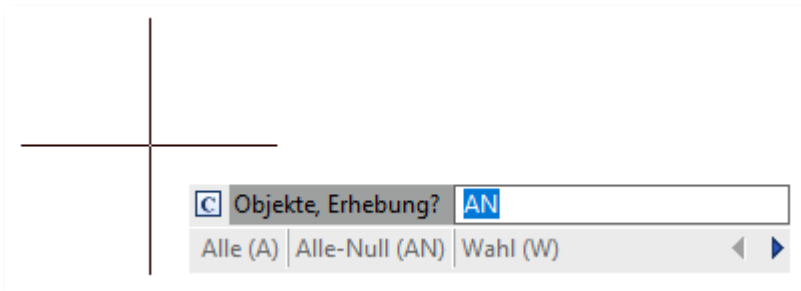 C Objekte, Erhebung? AN
Alle (A) Alle-Null (AN) Wahl (W)